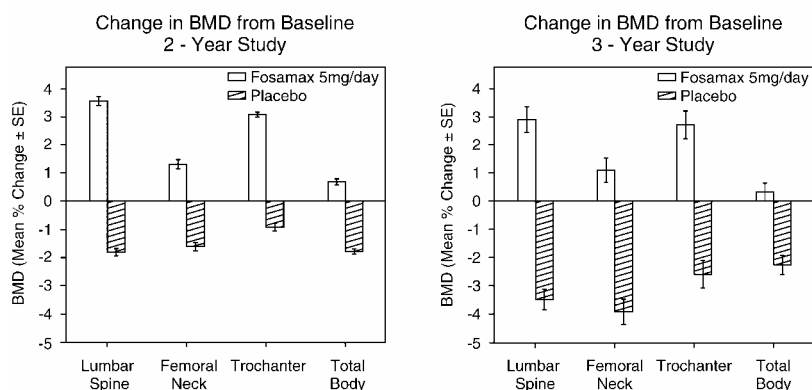 Change in BMD from Baseline
2 - Year Study
Fosamax 5mg/day
Placebo
BMD (Mean % Change ± SE)
4
3
2
1
0
-1
-2
-3
-4
-5
Lumbar Spine
Femoral Neck
Trochanter
Total Body
Change in BMD from Baseline
3 - Year Study
Fosamax 5mg/day
Placebo
BMD (Mean % Change ± SE)
4
3
2
1
0
-1
-2
-3
-4
-5
Lumbar Spine
Femoral Neck
Trochanter
Total Body